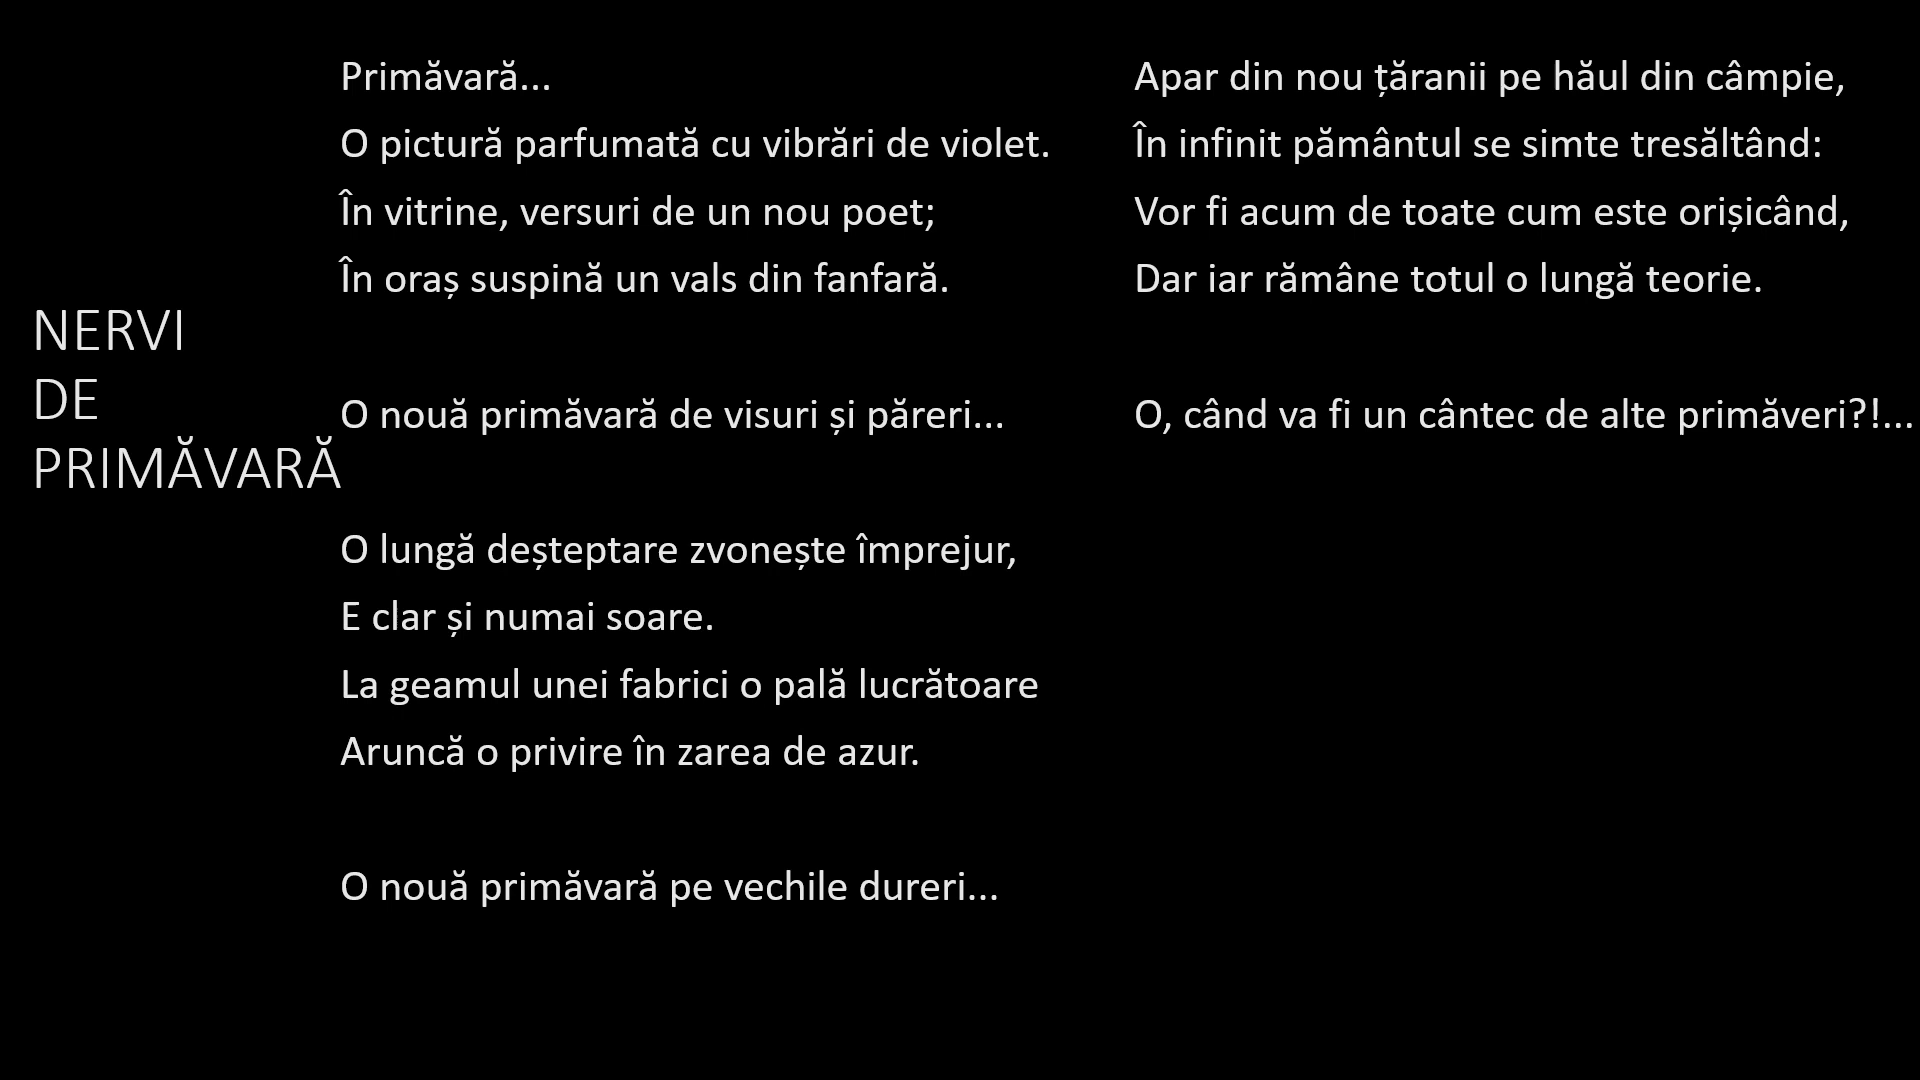 NERVI
DE
PRIMĂVARĂ
Primăvară...
O pictură parfumată cu vibrări de violet.
În vitrine, versuri de un nou poet;
În oraș suspină un vals din fanfară.
O nouă primăvară de visuri și păreri...
O lungă deșteptare zvonește împrejur,
E clar și numai soare.
La geamul unei fabrici o pală lucrătoare
Aruncă o privire în zarea de azur.
O nouă primăvară pe vechile dureri...
Apar din nou țăranii pe hăul din câmpie,
În infinit pământul se simte tresăltând:
Vor fi acum de toate cum este orișicând,
Dar iar rămâne totul o lungă teorie.
O, când va fi un cântec de alte primăveri?!...